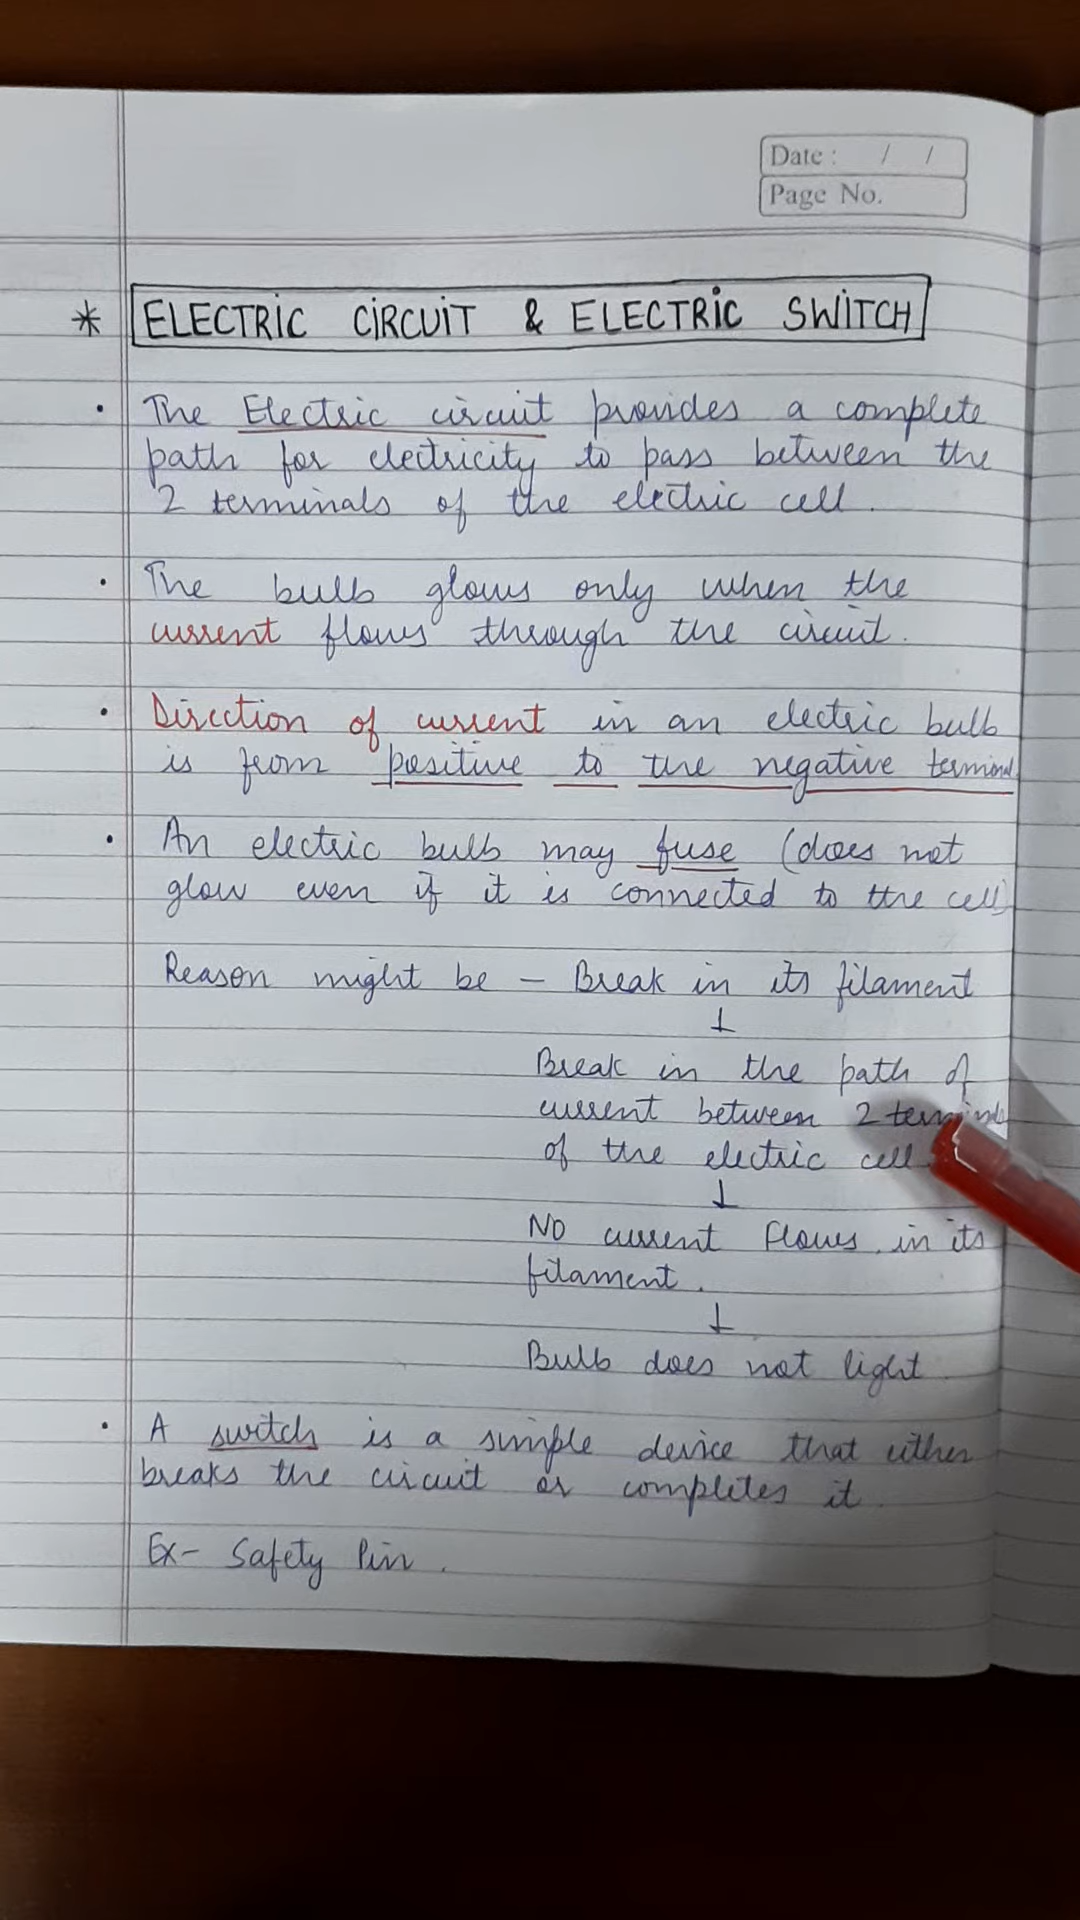 Date : / /
Page No.
* ELECTRIC CIRCUIT & ELECTRIC SWITCH
• The Electric circuit provides a complete
path for electricity to pass between the
2 terminals of the electric cell.
• The bulb glows only when the
current flows through the circuit.
• Direction of current in an electric bulb
is from positive to the negative terminal
• An electric bulb may fuse (does not
glow even if it is connected to the cell)
Reason might be – Break in its filament
↓
Break in the path of
current between 2 terminals
of the electric cell.
↓
No current flows in its
filament.
↓
Bulb does not light.
• A switch is a simple device that either
breaks the circuit or completes it.
Ex- Safety Pin.